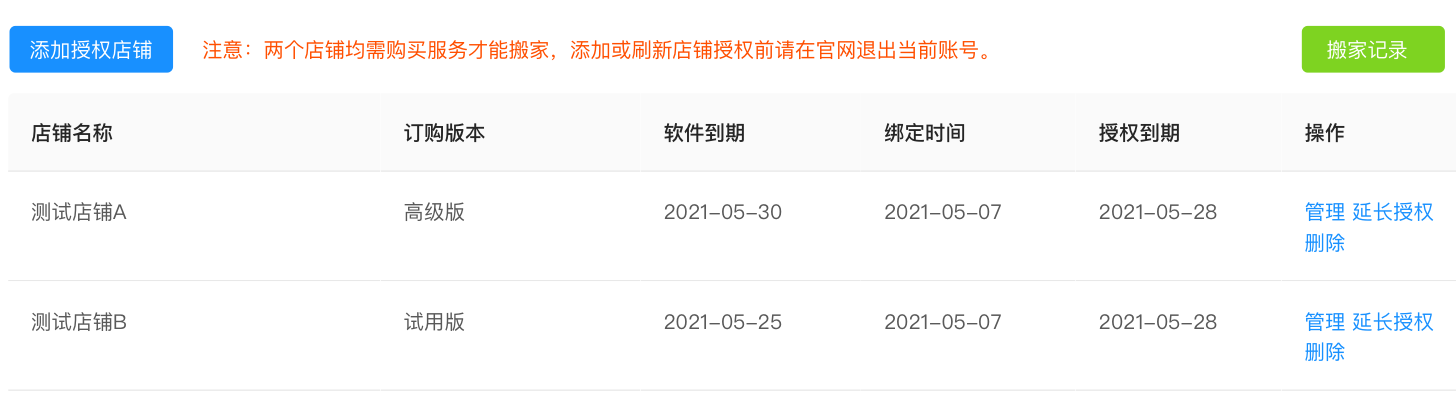 添加授权店铺 注意：两个店铺均需购买服务才能搬家，添加或刷新店铺授权前请在官网退出当前账号。 搬家记录
店铺名称 订购版本 软件到期 绑定时间 授权到期 操作
测试店铺A 高级版 2021-05-30 2021-05-07 2021-05-28 管理 延长授权
删除
测试店铺B 试用版 2021-05-25 2021-05-07 2021-05-28 管理 延长授权
删除